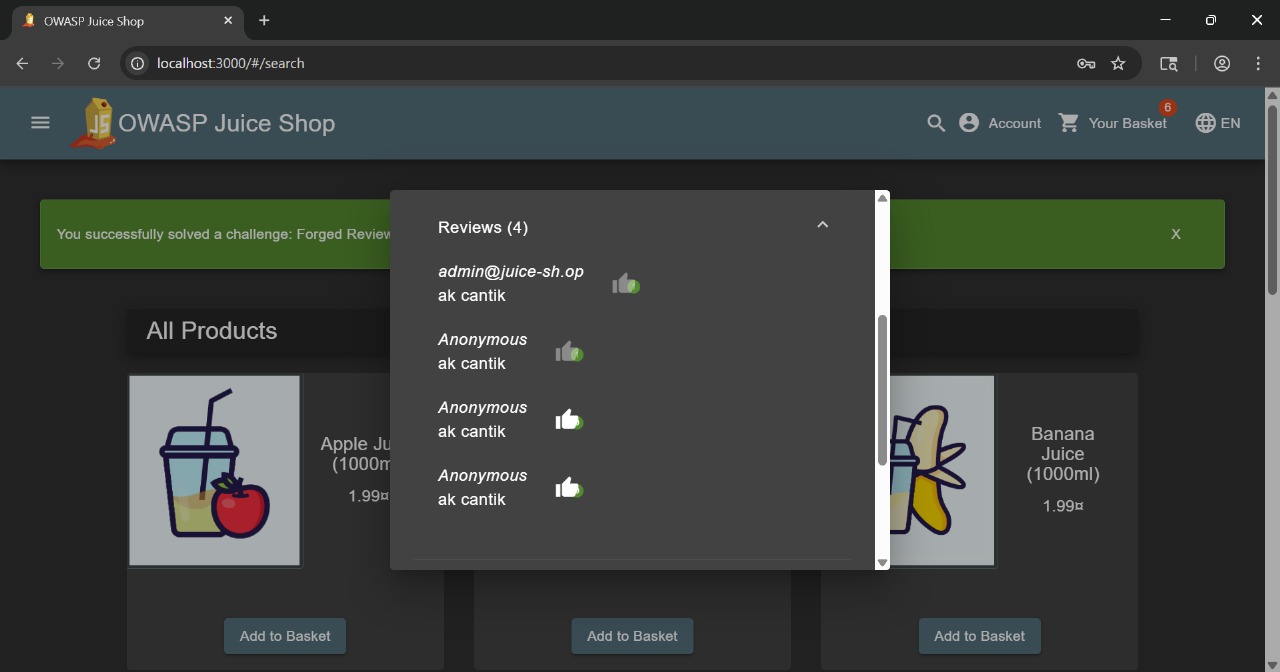 OWASP Juice Shop
localhost:3000/#/search
JS
OWASP Juice Shop
Account
6
Your Basket
EN
You successfully solved a challenge: Forged Review
X
Reviews (4)
admin@juice-sh.op
ak cantik
Anonymous
ak cantik
Anonymous
ak cantik
Anonymous
ak cantik
All Products
Apple Ju
(1000m
1.99¤
Banana
Juice
(1000ml)
1.99¤
Add to Basket
Add to Basket
Add to Basket